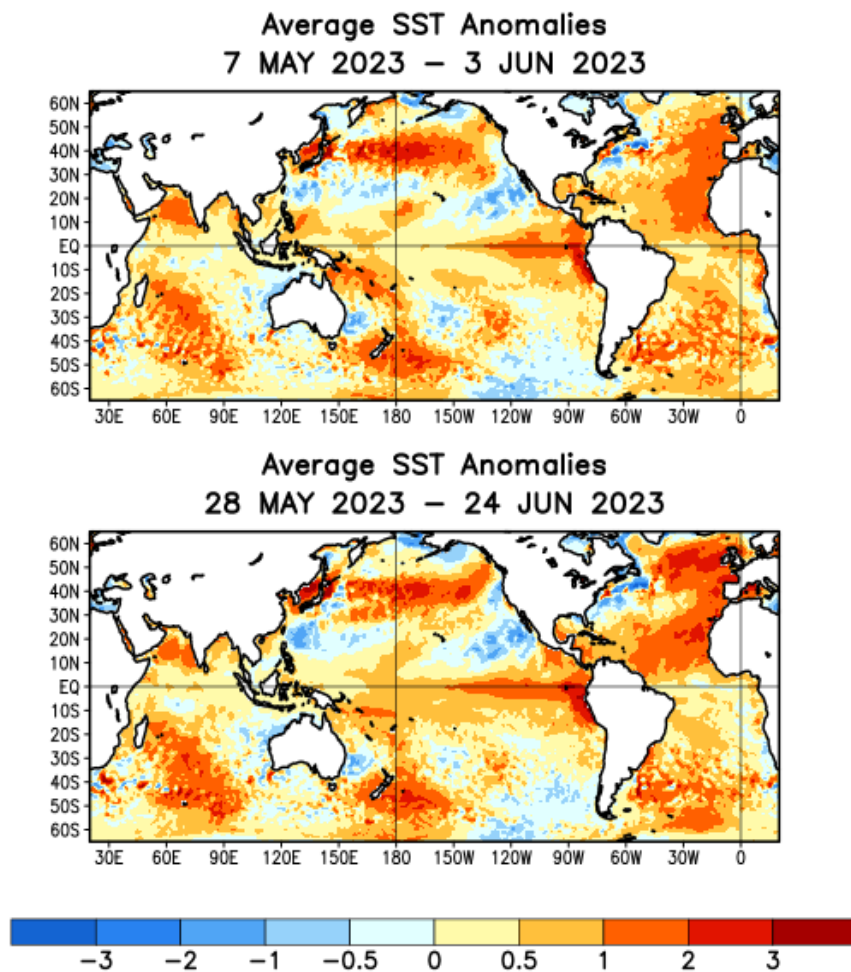 Average SST Anomalies
7 MAY 2023 – 3 JUN 2023
60N
50N
40N
30N
20N
10N
EQ
10S
20S
30S
40S
50S
60S
30E 60E 90E 120E 150E 180 150W 120W 90W 60W 30W 0
Average SST Anomalies
28 MAY 2023 – 24 JUN 2023
60N
50N
40N
30N
20N
10N
EQ
10S
20S
30S
40S
50S
60S
30E 60E 90E 120E 150E 180 150W 120W 90W 60W 30W 0
−3 −2 −1 −0.5 0 0.5 1 2 3